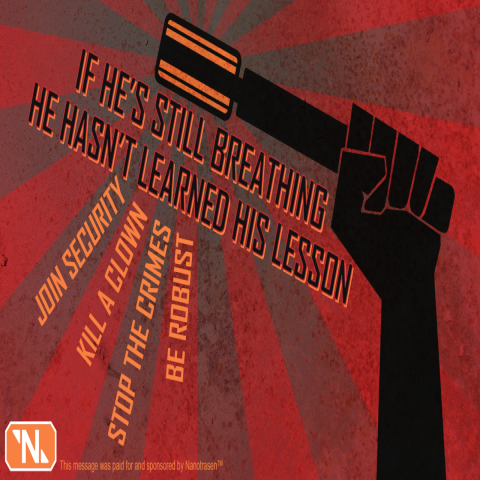 IF HE'S STILL BREATHING
HE HASN'T LEARNED HIS LESSON
JOIN SECURITY
KILL A CLOWN
STOP THE CRIMES
BE ROBUST
N
This message was paid for and sponsored by Nanotrasen™